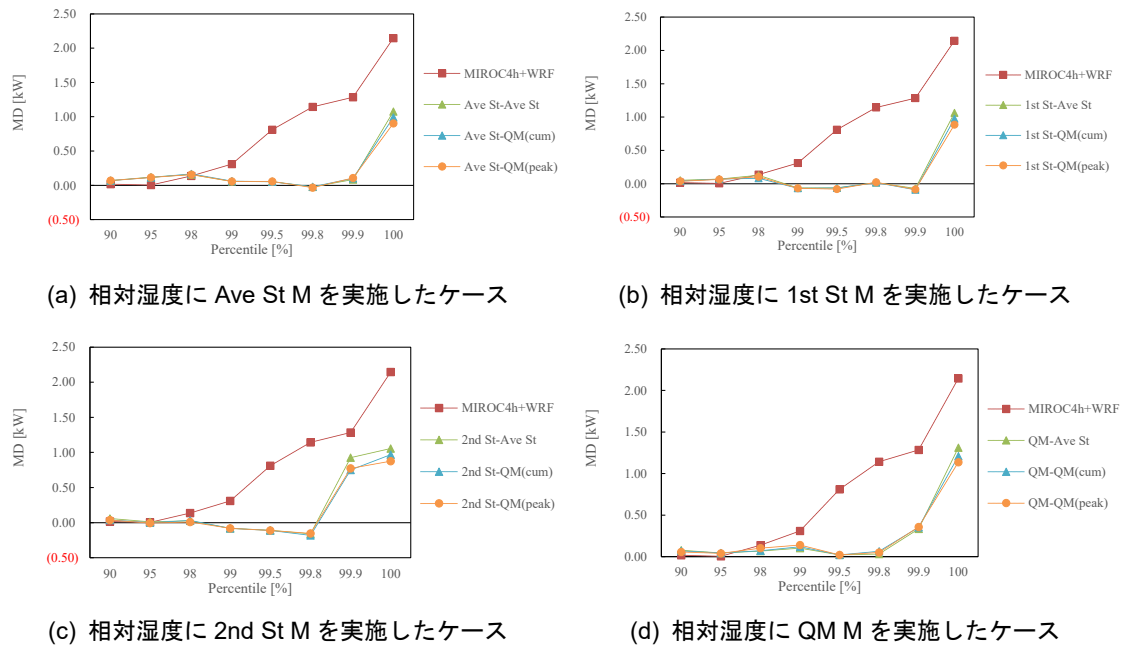 2.50
2.00
1.50
1.00
0.50
0.00
(0.50)
MD [kW]
90 95 98 99 99.5 99.8 99.9 100
Percentile [%]
MIROC4h+WRF
Ave St-Ave St
Ave St-QM(cum)
Ave St-QM(peak)
(a) 相対湿度に Ave St M を実施したケース
2.50
2.00
1.50
1.00
0.50
0.00
(0.50)
MD [kW]
90 95 98 99 99.5 99.8 99.9 100
Percentile [%]
MIROC4h+WRF
1st St-Ave St
1st St-QM(cum)
1st St-QM(peak)
(b) 相対湿度に 1st St M を実施したケース
2.50
2.00
1.50
1.00
0.50
0.00
(0.50)
MD [kW]
90 95 98 99 99.5 99.8 99.9 100
Percentile [%]
MIROC4h+WRF
2nd St-Ave St
2nd St-QM(cum)
2nd St-QM(peak)
(c) 相対湿度に 2nd St M を実施したケース
2.50
2.00
1.50
1.00
0.50
0.00
MD [kW]
90 95 98 99 99.5 99.8 99.9 100
Percentile [%]
MIROC4h+WRF
QM-Ave St
QM-QM(cum)
QM-QM(peak)
(d) 相対湿度に QM M を実施したケース